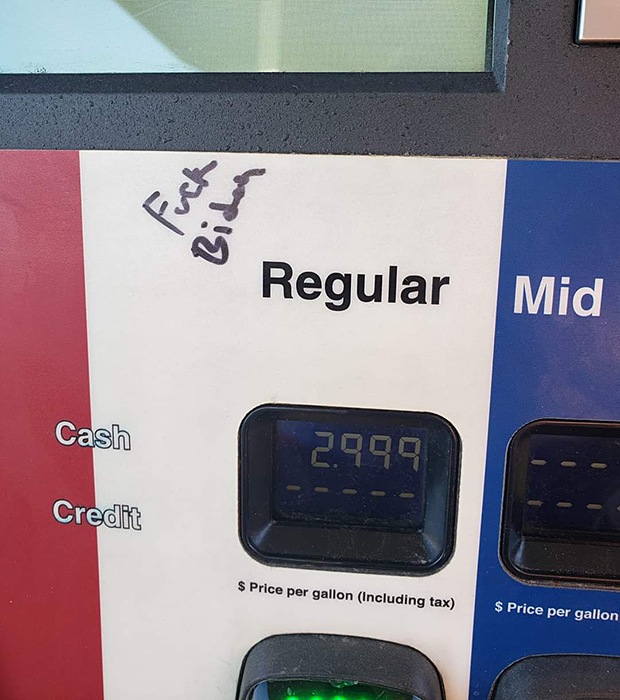 Fuck
Biden
Regular
Mid
Cash
2.999
- - - - -
- - -
Credit
- - - -
$ Price per gallon (Including tax)
$ Price per gallon